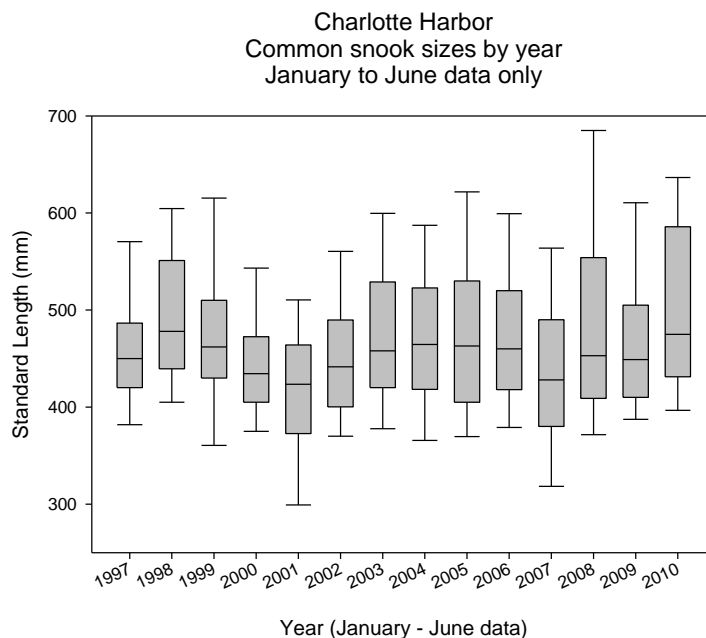 Charlotte Harbor
Common snook sizes by year
January to June data only
Standard Length (mm)
700
600
500
400
300
1997 1998 1999 2000 2001 2002 2003 2004 2005 2006 2007 2008 2009 2010
Year (January - June data)